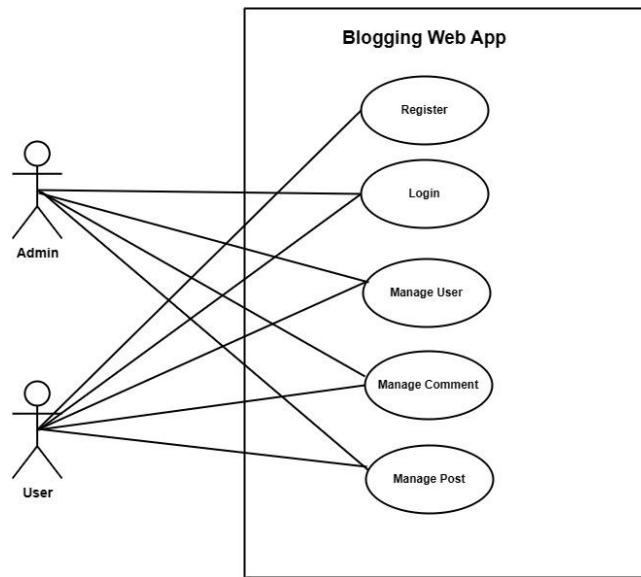 Blogging Web App
Register
Login
Admin
Manage User
Manage Comment
Manage Post
User